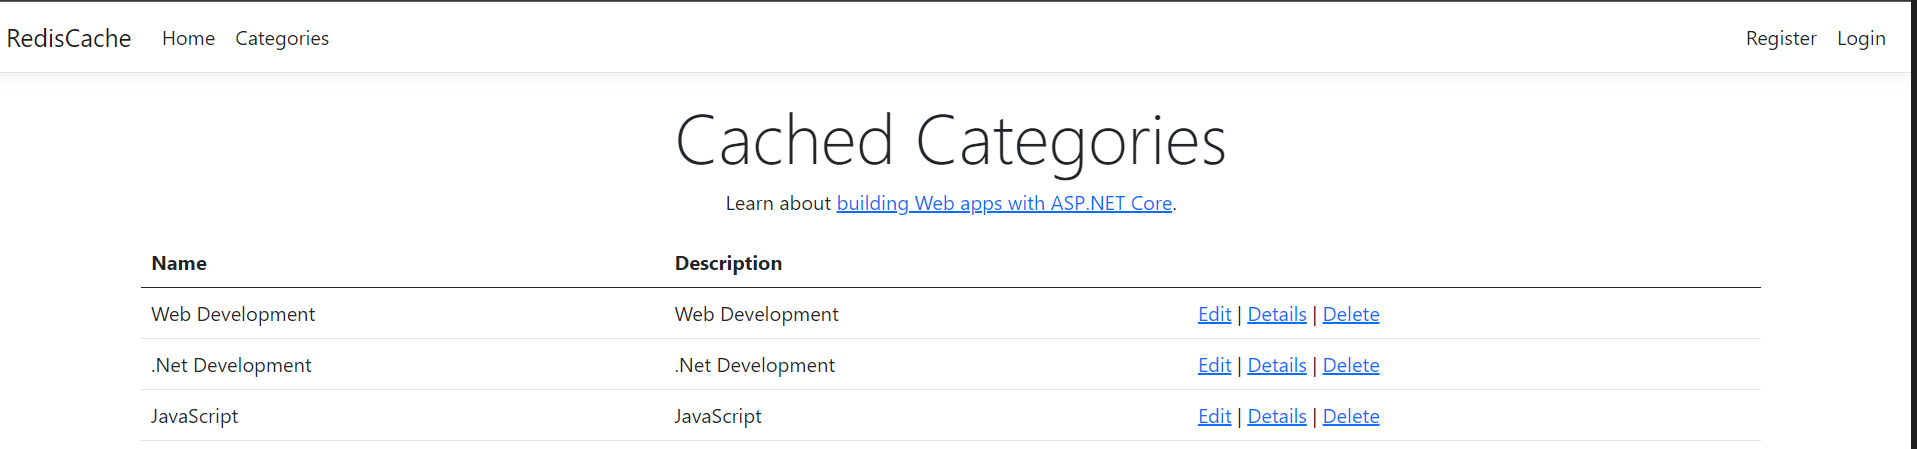 RedisCache Home Categories Register Login
Cached Categories
Learn about building Web apps with ASP.NET Core.
Name Description
Web Development Web Development Edit | Details | Delete
.Net Development .Net Development Edit | Details | Delete
JavaScript JavaScript Edit | Details | Delete